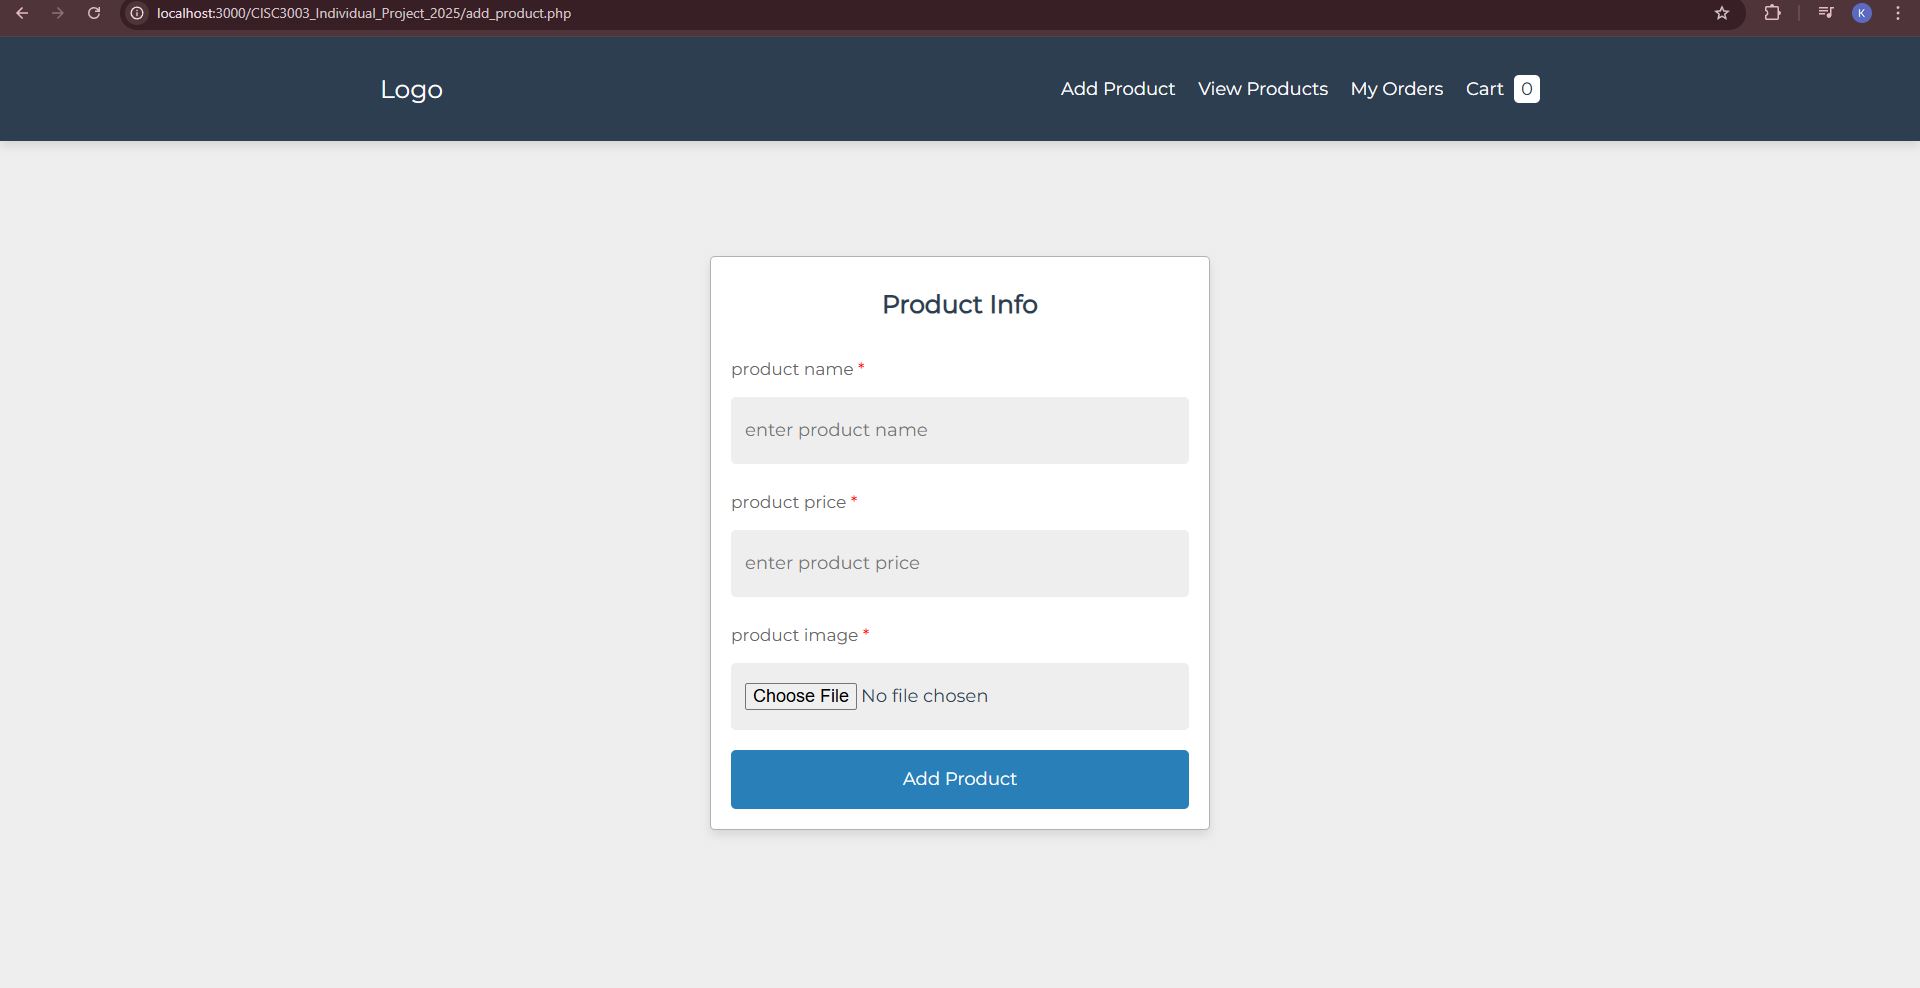 localhost:3000/CISC3003_Individual_Project_2025/add_product.php
K
Logo
Add Product View Products My Orders Cart 0
Product Info
product name *
enter product name
product price *
enter product price
product image *
Choose File No file chosen
Add Product